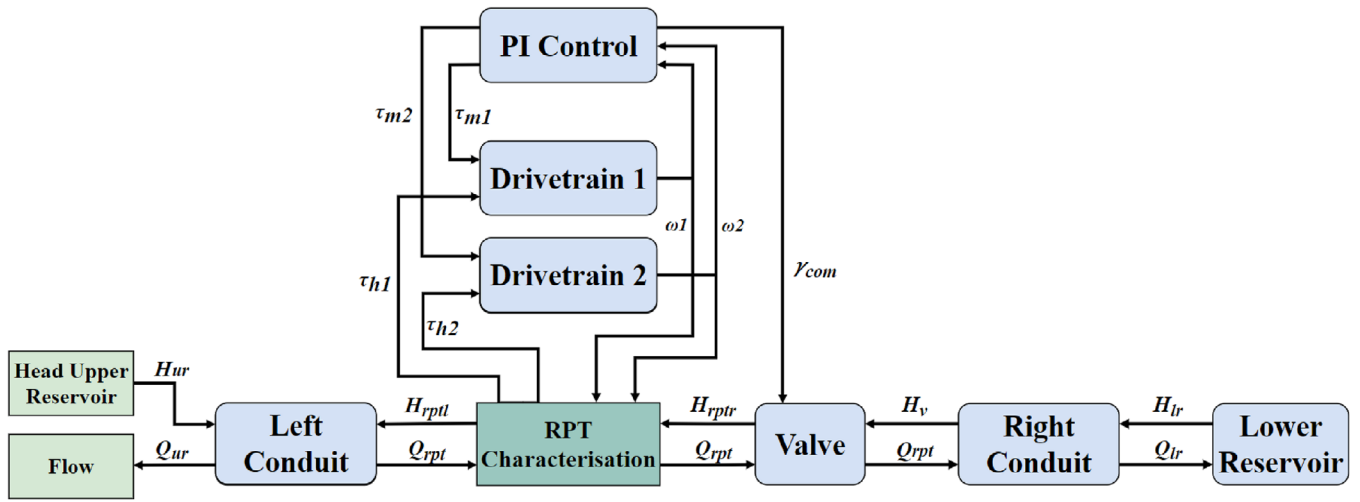 PI Control
τm2
τm1
Drivetrain 1
ω1
ω2
Drivetrain 2
γcom
τh1
τh2
Head Upper
Reservoir
Hur
Flow
Qur
Left
Conduit
Hrptl
Qrpt
RPT
Characterisation
Hrptr
Qrpt
Valve
Hv
Qrpt
Right
Conduit
Hlr
Qlr
Lower
Reservoir